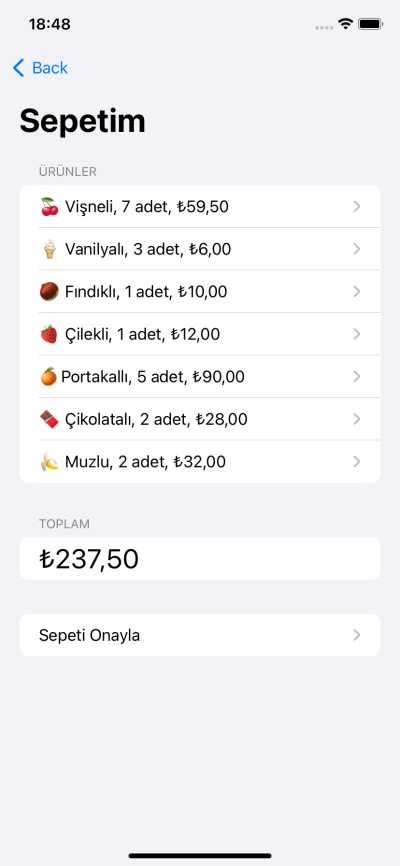 18:48
Back
Sepetim
ÜRÜNLER
🍒 Vişneli, 7 adet, ₺59,50
🍦 Vanilyalı, 3 adet, ₺6,00
🌰 Fındıklı, 1 adet, ₺10,00
🍓 Çilekli, 1 adet, ₺12,00
🍊 Portakallı, 5 adet, ₺90,00
🍫 Çikolatalı, 2 adet, ₺28,00
🍌 Muzlu, 2 adet, ₺32,00
TOPLAM
₺237,50
Sepeti Onayla